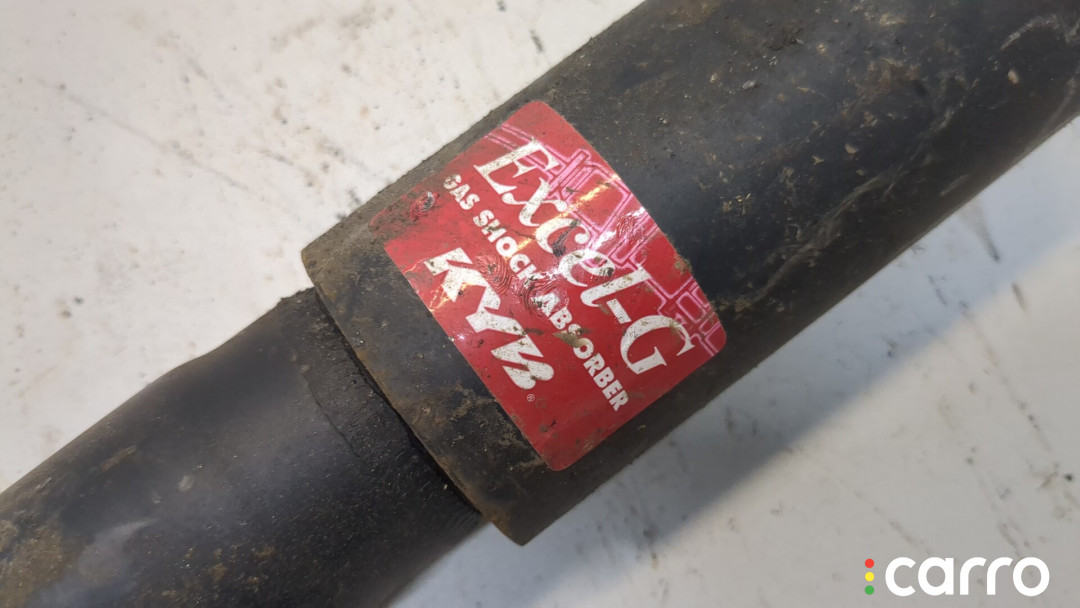 Excel-G
GAS SHOCK ABSORBER
KYB
®
carro